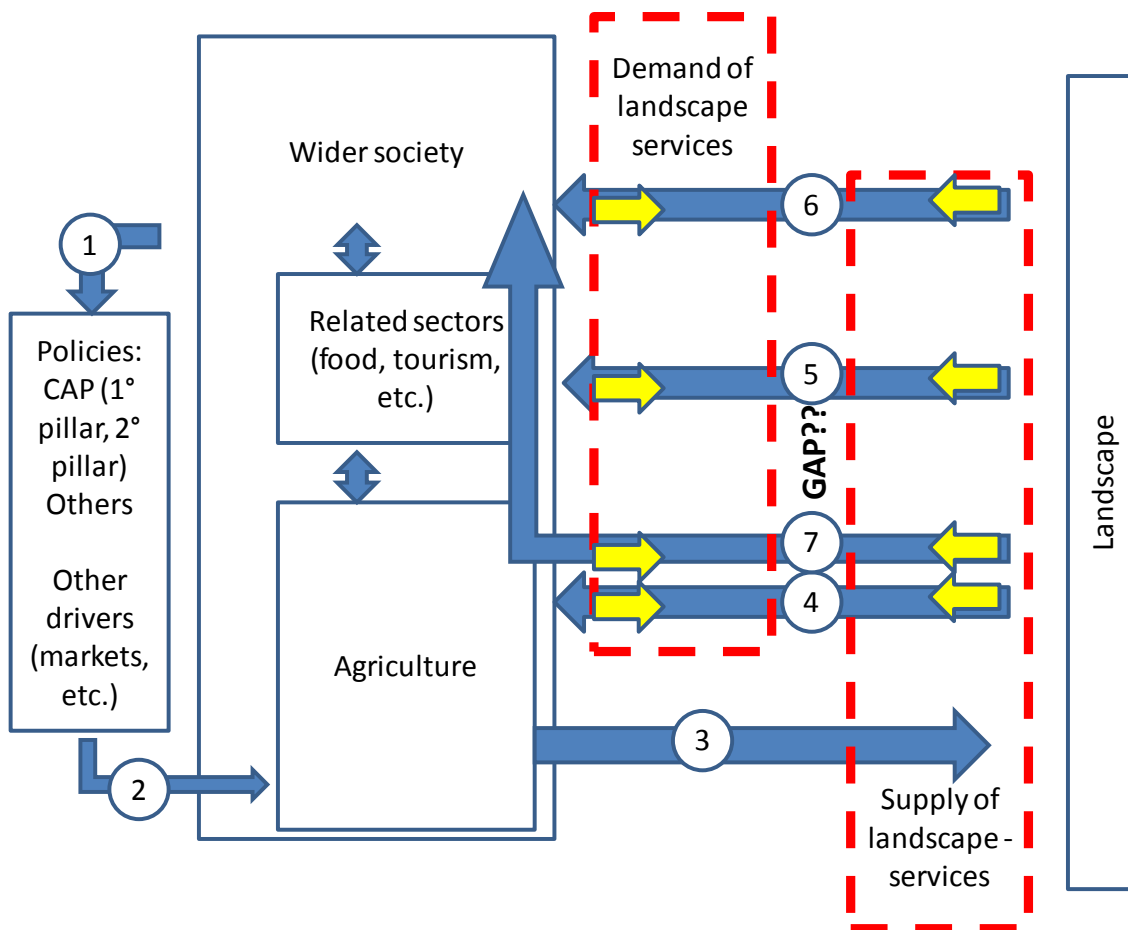 Demand of
landscape
services
Wider society
6
1
Related sectors
(food, tourism,
etc.)
5
Policies:
CAP (1°
pillar, 2°
pillar)
Others
Other
drivers
(markets,
etc.)
GAP??
Landscape
7
4
Agriculture
3
2
Supply of
landscape -
services